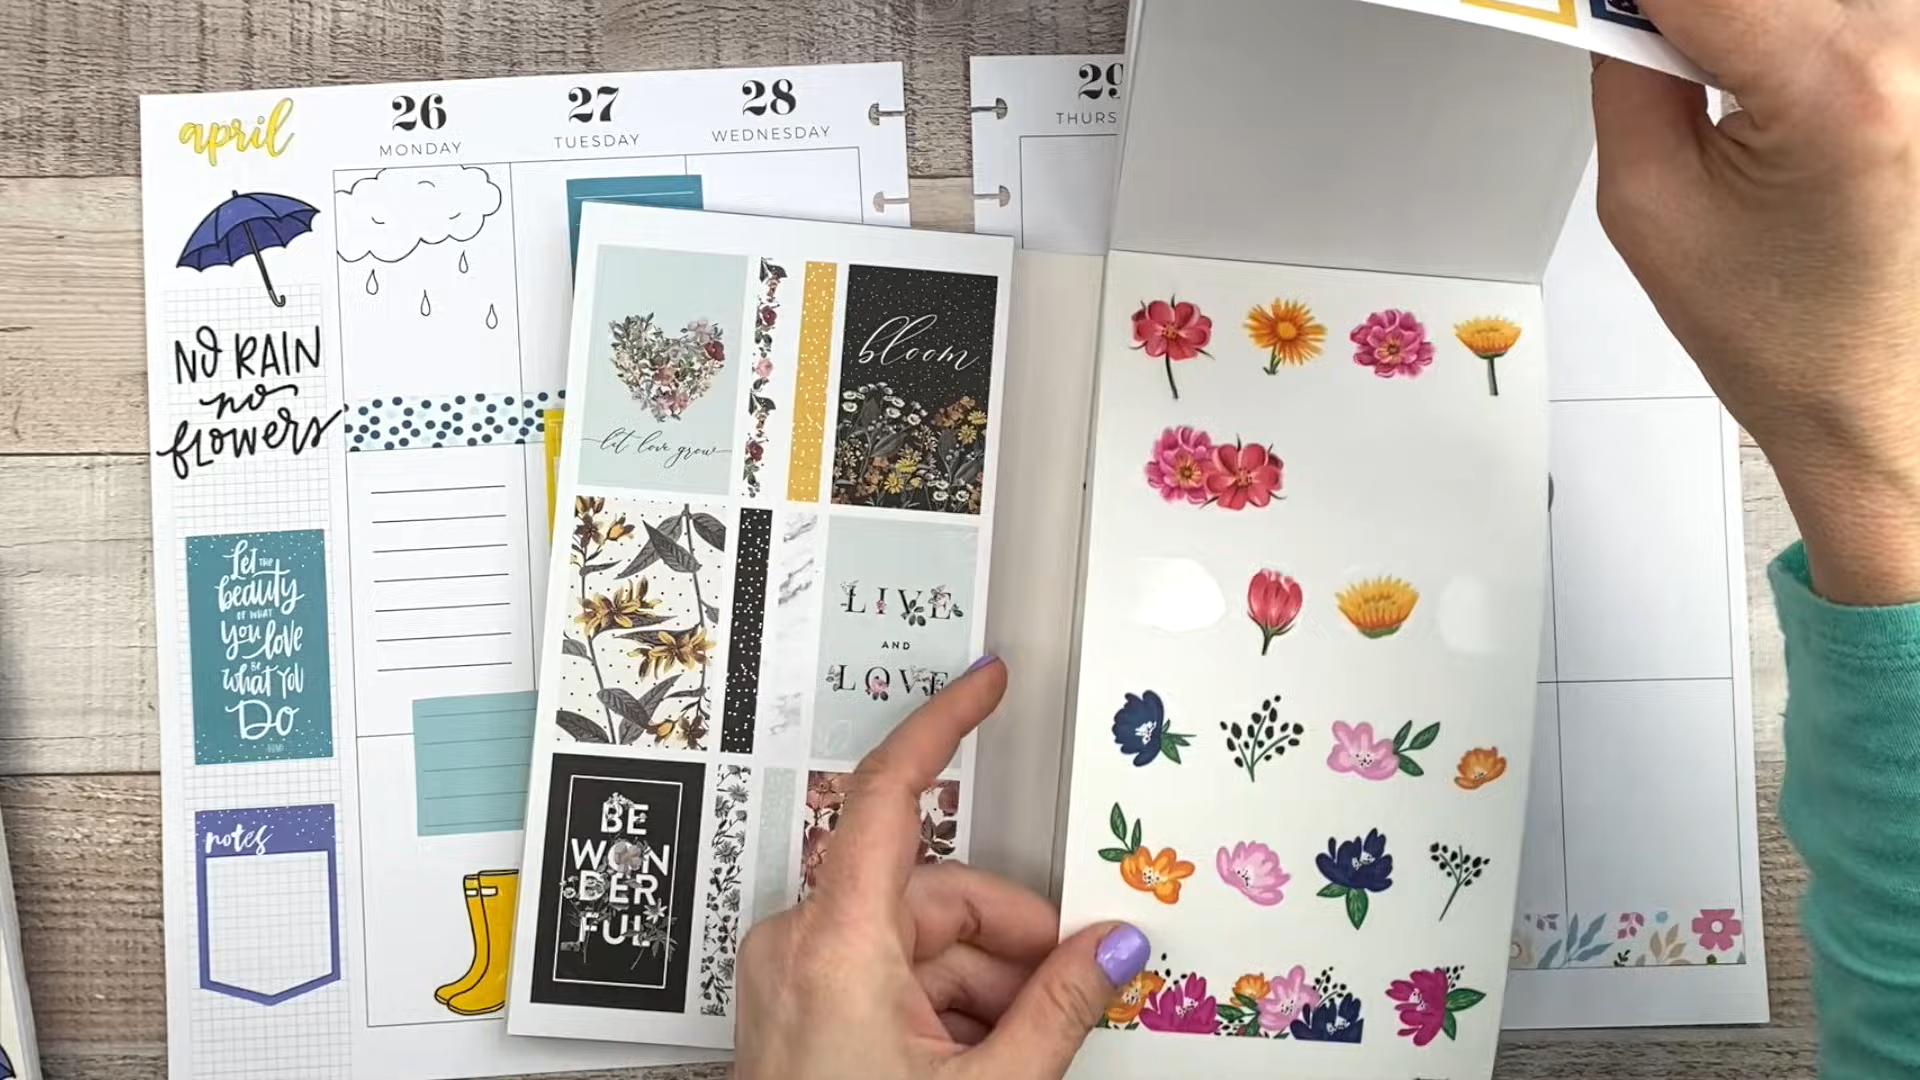 april
26
MONDAY
27
TUESDAY
28
WEDNESDAY
29
THURS
NO RAIN
no
flowers
Let THE
beauty
OF WHAT
you love
BE
what you
Do
notes
let love grow
bloom
LIVE
AND
LOVE
BE
WON
DER
FUL